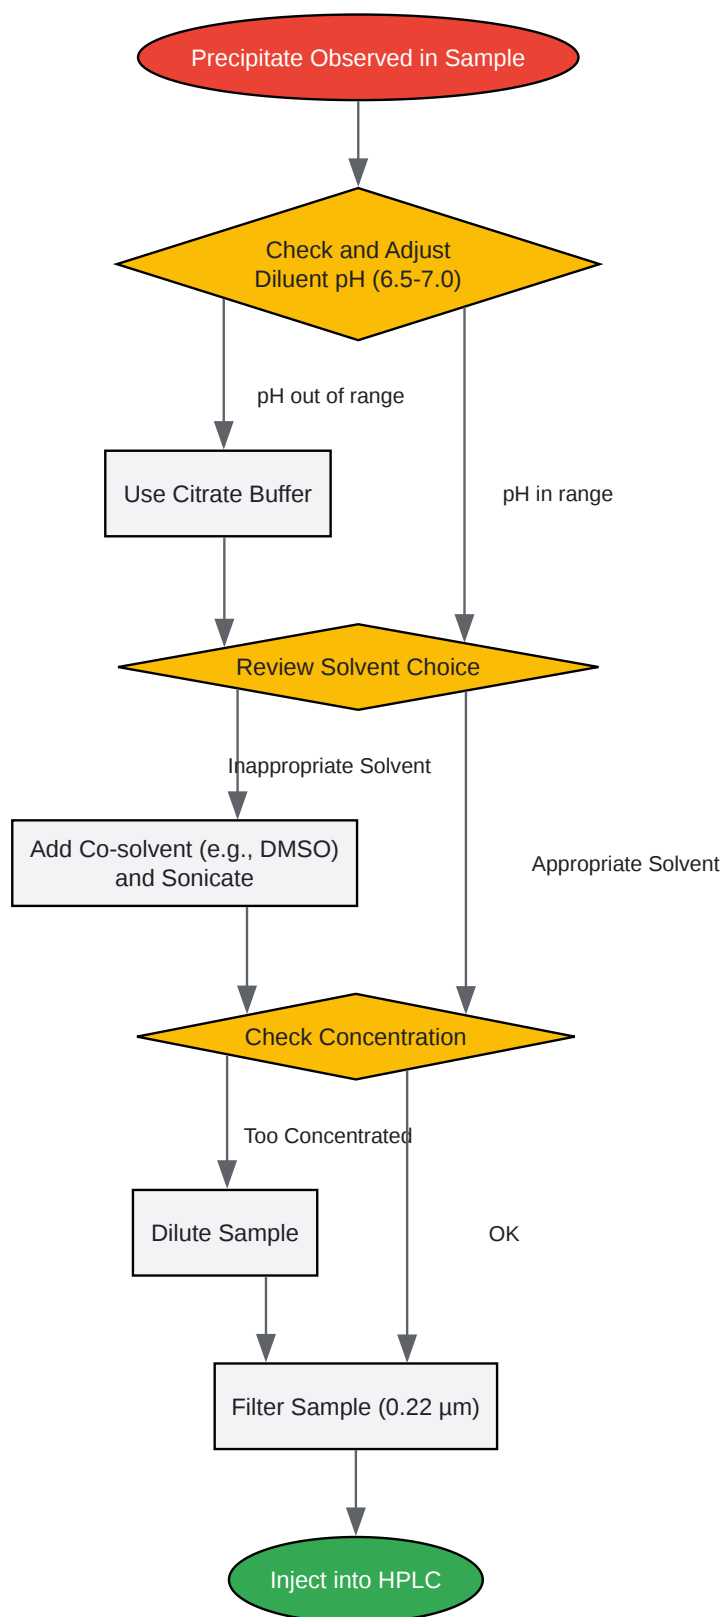 Precipitate Observed in Sample
Check and Adjust
Diluent pH (6.5-7.0)
pH out of range
Use Citrate Buffer
pH in range
Review Solvent Choice
Inappropriate Solvent
Add Co-solvent (e.g., DMSO)
and Sonicate
Appropriate Solvent
Check Concentration
Too Concentrated
Dilute Sample
OK
Filter Sample (0.22 µm)
Inject into HPLC